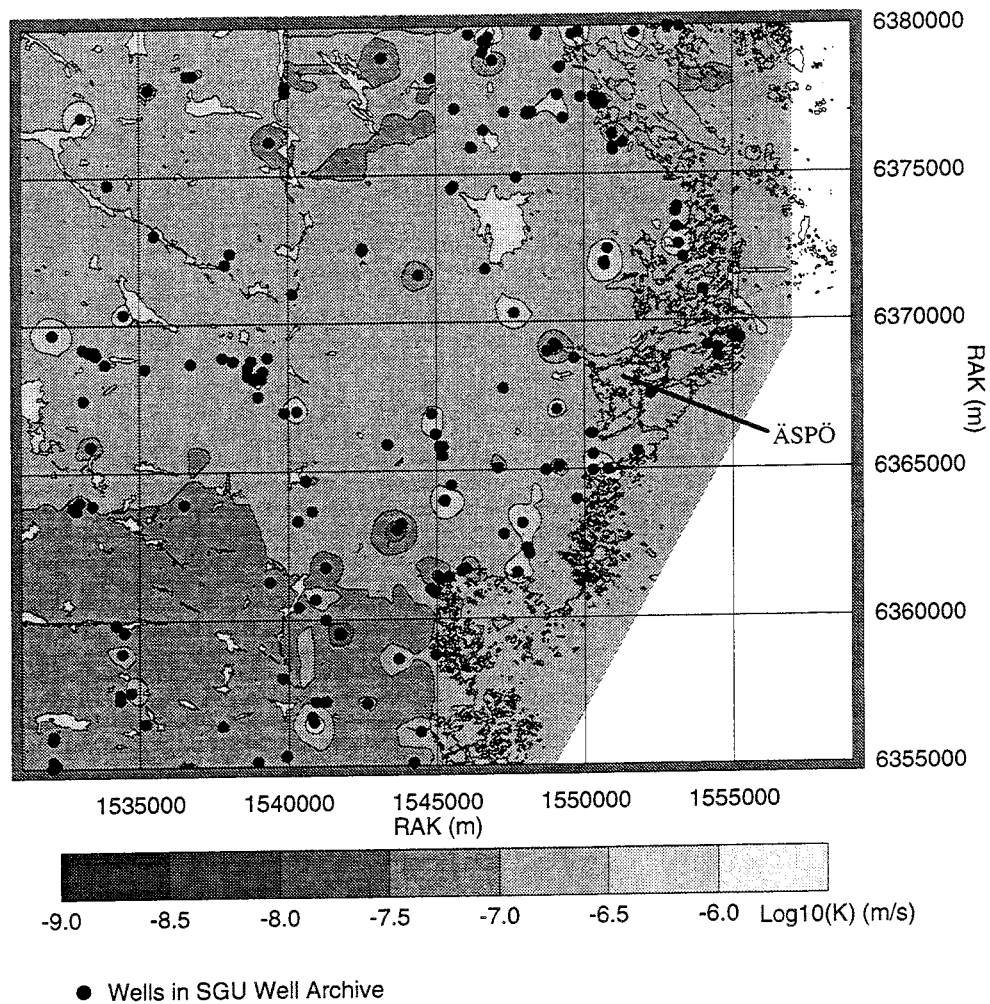 6380000
6375000
6370000
RAK (m)
ÄSPÖ
6365000
6360000
6355000
1535000 1540000 1545000 1550000 1555000
RAK (m)
-9.0 -8.5 -8.0 -7.5 -7.0 -6.5 -6.0 Log10(K) (m/s)
Wells in SGU Well Archive